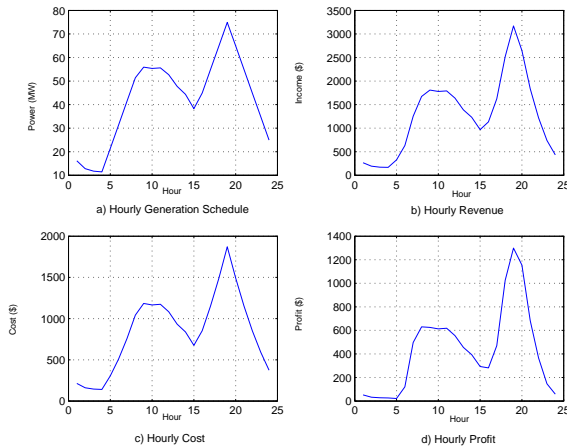 80
70
60
50
40
30
20
10
0 5 10 15 20 25
Power (MW)
Hour
a) Hourly Generation Schedule
3500
3000
2500
2000
1500
1000
500
0
0 5 10 15 20 25
Income ($)
Hour
b) Hourly Revenue
2000
1500
1000
500
0
0 5 10 15 20 25
Cost ($)
Hour
c) Hourly Cost
1400
1200
1000
800
600
400
200
0
0 5 10 15 20 25
Profit ($)
Hour
d) Hourly Profit